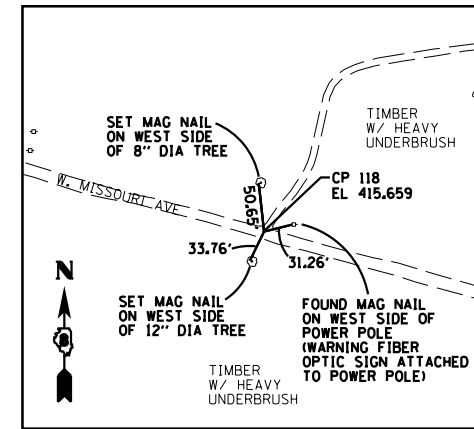 SET MAG NAIL
ON WEST SIDE
OF 8" DIA TREE
TIMBER
W/ HEAVY
UNDERBRUSH
CP 118
EL 415.659
W. MISSOURI AVE
50.65'
33.76'
31.26'
N
8
SET MAG NAIL
ON WEST SIDE
OF 12" DIA TREE
FOUND MAG NAIL
ON WEST SIDE OF
POWER POLE
(WARNING FIBER
OPTIC SIGN ATTACHED
TO POWER POLE)
TIMBER
W/ HEAVY
UNDERBRUSH